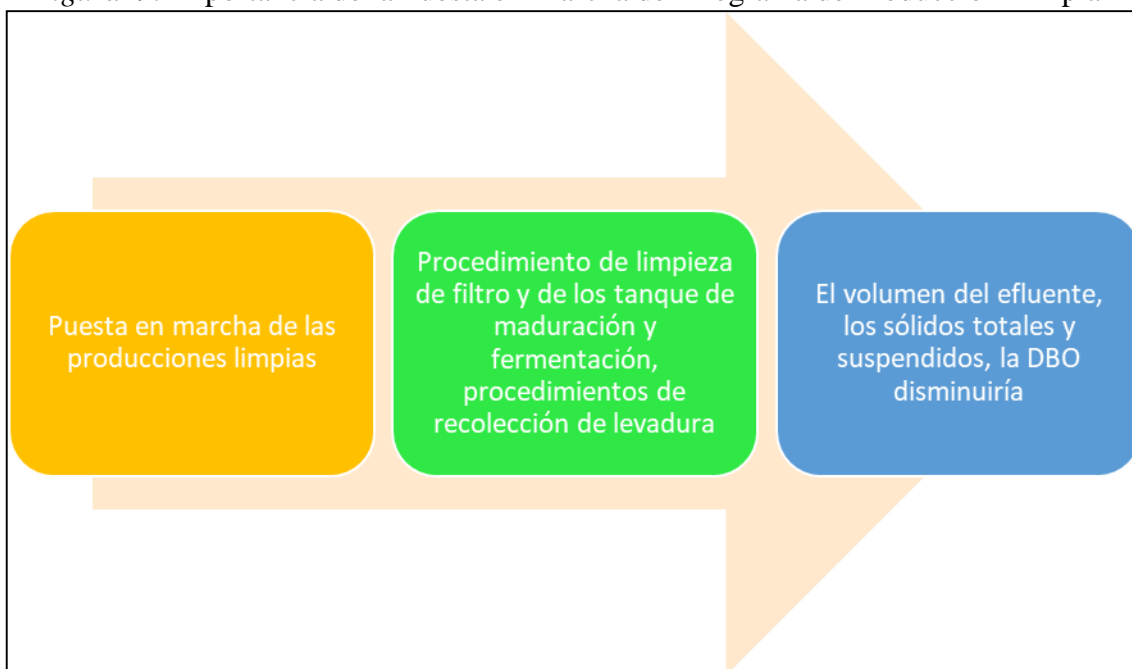 Puesta en marcha de las
producciones limpias
Procedimiento de limpieza
de filtro y de los tanque de
maduración y
fermentación,
procedimientos de
recolección de levadura
El volumen del efluente,
los sólidos totales y
suspendidos, la DBO
disminuiría